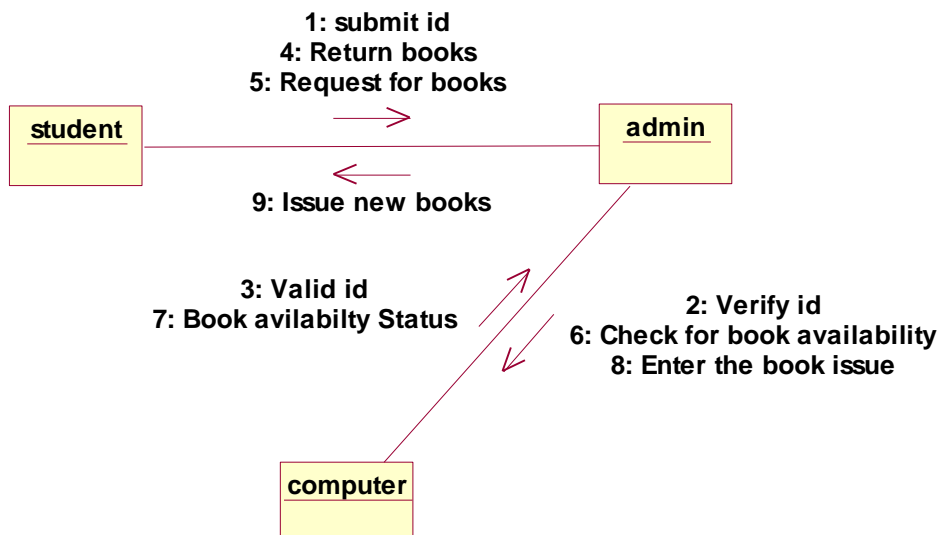 1: submit id
4: Return books
5: Request for books
student
admin
9: Issue new books
3: Valid id
7: Book avilabilty Status
2: Verify id
6: Check for book availability
8: Enter the book issue
computer